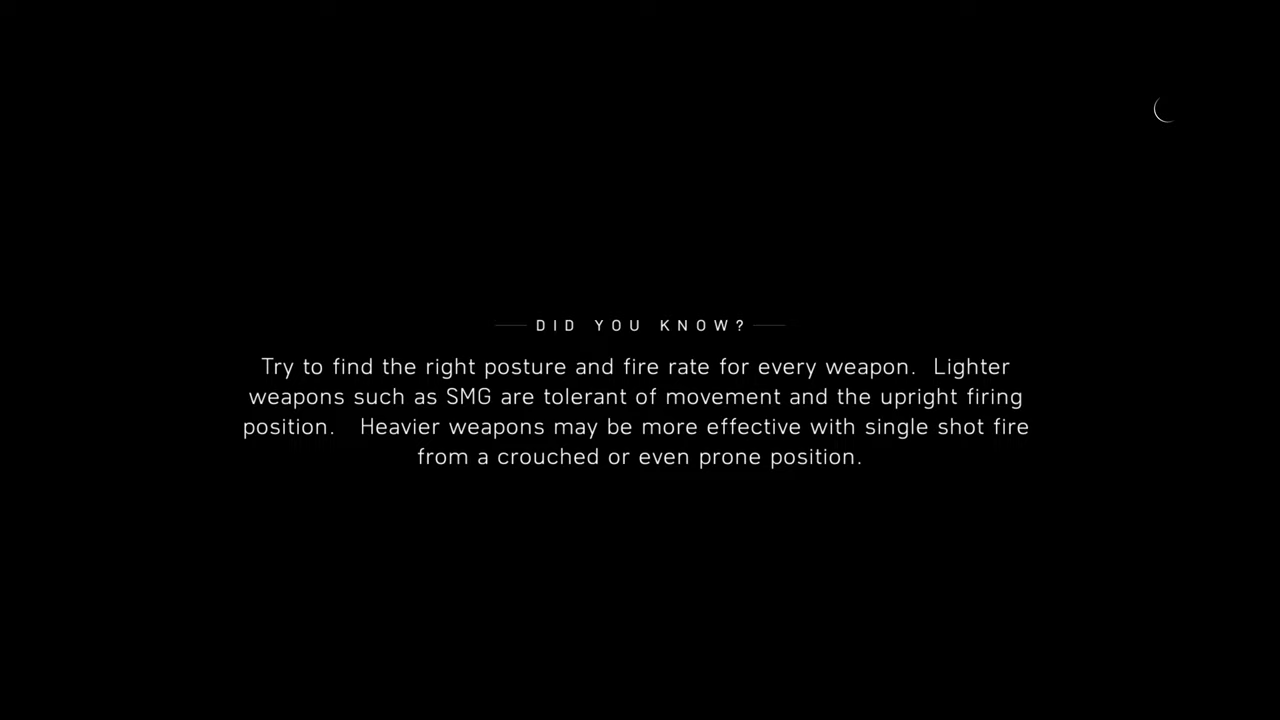 DID YOU KNOW?
Try to find the right posture and fire rate for every weapon.  Lighter
weapons such as SMG are tolerant of movement and the upright firing
position.   Heavier weapons may be more effective with single shot fire
from a crouched or even prone position.